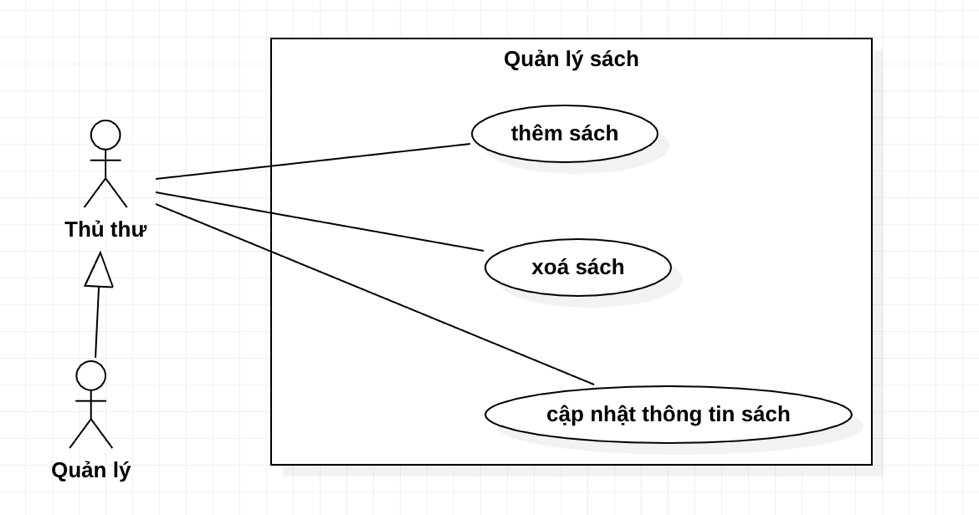 Quản lý sách
thêm sách
Thủ thư
xoá sách
cập nhật thông tin sách
Quản lý